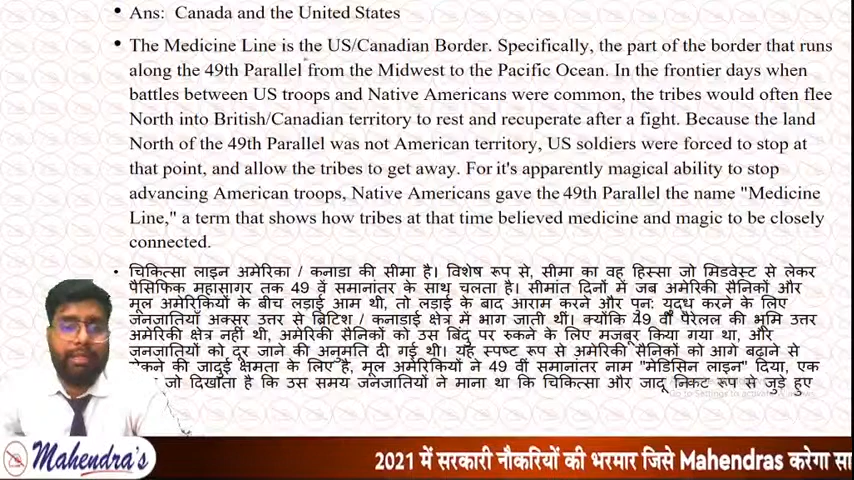 • Ans: Canada and the United States
• The Medicine Line is the US/Canadian Border. Specifically, the part of the border that runs
along the 49th Parallel from the Midwest to the Pacific Ocean. In the frontier days when
battles between US troops and Native Americans were common, the tribes would often flee
North into British/Canadian territory to rest and recuperate after a fight. Because the land
North of the 49th Parallel was not American territory, US soldiers were forced to stop at
that point, and allow the tribes to get away. For it's apparently magical ability to stop
advancing American troops, Native Americans gave the 49th Parallel the name "Medicine
Line," a term that shows how tribes at that time believed medicine and magic to be closely
connected.
• चिकित्सा लाइन अमेरिका / कनाडा की सीमा है। विशेष रूप से, सीमा का वह हिस्सा जो मिडवेस्ट से लेकर
पैसिफिक महासागर तक 49 वें समानांतर के साथ चलता है। सीमांत दिनों में जब अमेरिकी सैनिकों और
मूल अमेरिकियों के बीच लड़ाई आम थी, तो लड़ाई के बाद आराम करने और पुन: युद्ध करने के लिए
जनजातियाँ अक्सर उत्तर से ब्रिटिश / कनाडाई क्षेत्र में भाग जाती थीं। क्योंकि 49 वीं पैरेलल की भूमि उत्तर
अमेरिकी क्षेत्र नहीं थी, अमेरिकी सैनिकों को उस बिंदु पर रुकने के लिए मजबूर किया गया था, और
जनजातियों को दूर जाने की अनुमति दी गई थी। यह स्पष्ट रूप से अमेरिकी सैनिकों को आगे बढ़ाने से
रोकने की जादुई क्षमता के लिए है, मूल अमेरिकियों ने 49 वीं समानांतर नाम "मेडिसिन लाइन" दिया, एक
जो दिखाता है कि उस समय जनजातियों ने माना था कि चिकित्सा और जादू निकट रूप से जुड़े हुए
Go to Settings to activate Windows.
Mahendra's
2021 में सरकारी नौकरियों की भरमार जिसे Mahendras करेगा सा